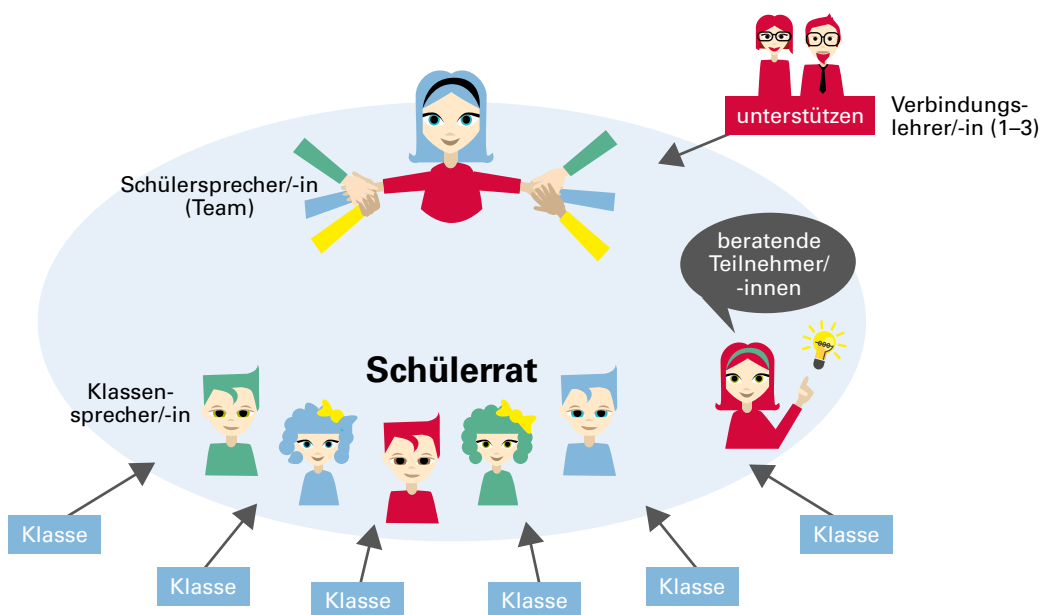 unterstützen
Verbindungs-
lehrer/-in (1–3)
Schülersprecher/-in
(Team)
beratende
Teilnehmer/
-innen
Schülerrat
Klassen-
sprecher/-in
Klasse
Klasse
Klasse
Klasse
Klasse
Klasse